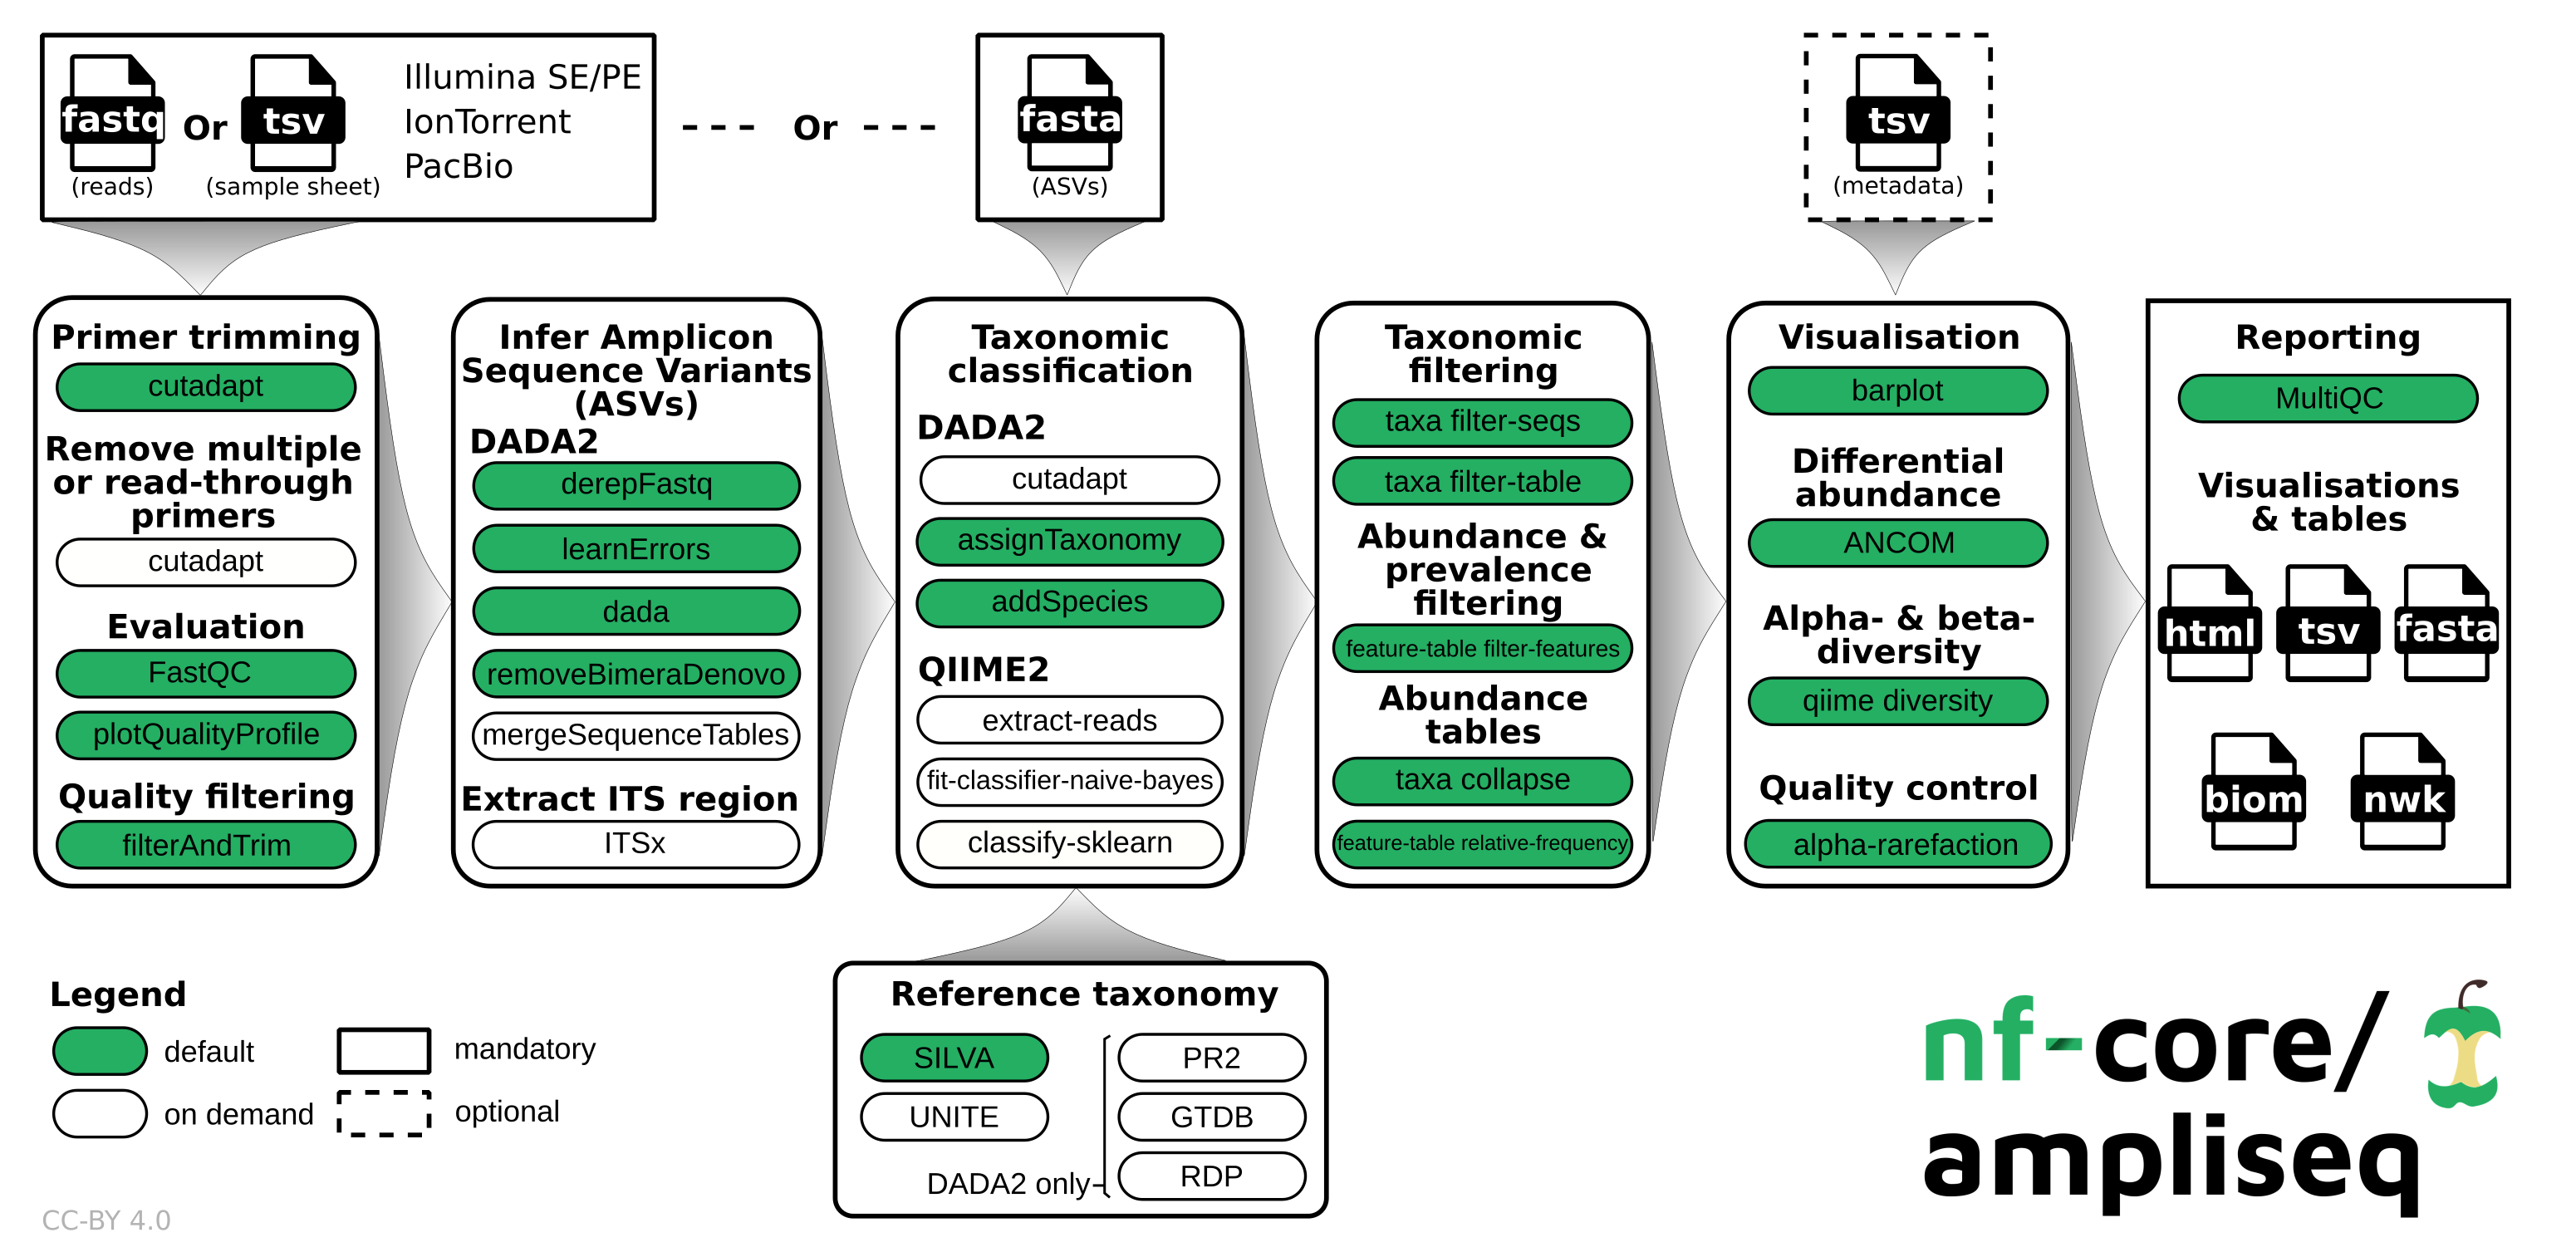 fastq
(reads)
Or
tsv
(sample sheet)
Illumina SE/PE
IonTorrent
PacBio
Or
fasta
(ASVs)
tsv
(metadata)
Primer trimming
cutadapt
Remove multiple
or read-through
primers
cutadapt
Evaluation
FastQC
plotQualityProfile
Quality filtering
filterAndTrim
Infer Amplicon
Sequence Variants
(ASVs)
DADA2
derepFastq
learnErrors
dada
removeBimeraDenovo
mergeSequenceTables
Extract ITS region
ITSx
Taxonomic
classification
DADA2
cutadapt
assignTaxonomy
addSpecies
QIIME2
extract-reads
fit-classifier-naive-bayes
classify-sklearn
Taxonomic
filtering
taxa filter-seqs
taxa filter-table
Abundance &
prevalence
filtering
feature-table filter-features
Abundance
tables
taxa collapse
feature-table relative-frequency
Visualisation
barplot
Differential
abundance
ANCOM
Alpha- & beta-
diversity
qiime diversity
Quality control
alpha-rarefaction
Reporting
MultiQC
Visualisations
& tables
html
tsv
fasta
biom
nwk
Legend
default
mandatory
on demand
optional
Reference taxonomy
SILVA
UNITE
DADA2 only
PR2
GTDB
RDP
nf-core/
ampliseq
CC-BY 4.0